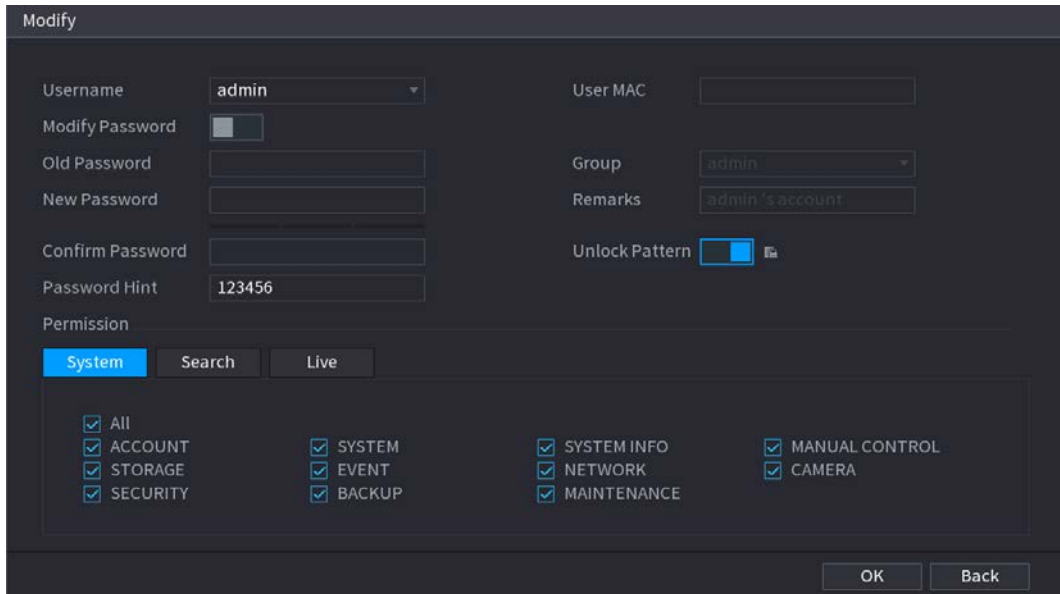 Modify
Username admin User MAC
Modify Password
Old Password Group admin
New Password Remarks admin 's account
Confirm Password Unlock Pattern
Password Hint 123456
Permission
System Search Live
All
ACCOUNT SYSTEM SYSTEM INFO MANUAL CONTROL
STORAGE EVENT NETWORK CAMERA
SECURITY BACKUP MAINTENANCE
OK Back